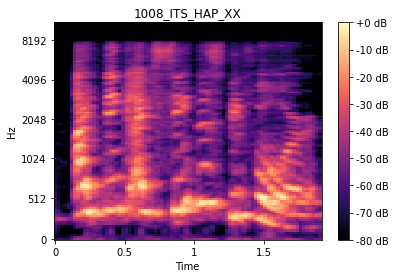 1008_ITS_HAP_XX
+0 dB
8192
-10 dB
4096
-20 dB
-30 dB
2048
Hz
-40 dB
1024
-50 dB
512
-60 dB
-70 dB
0
-80 dB
0
0.5
1
1.5
Time